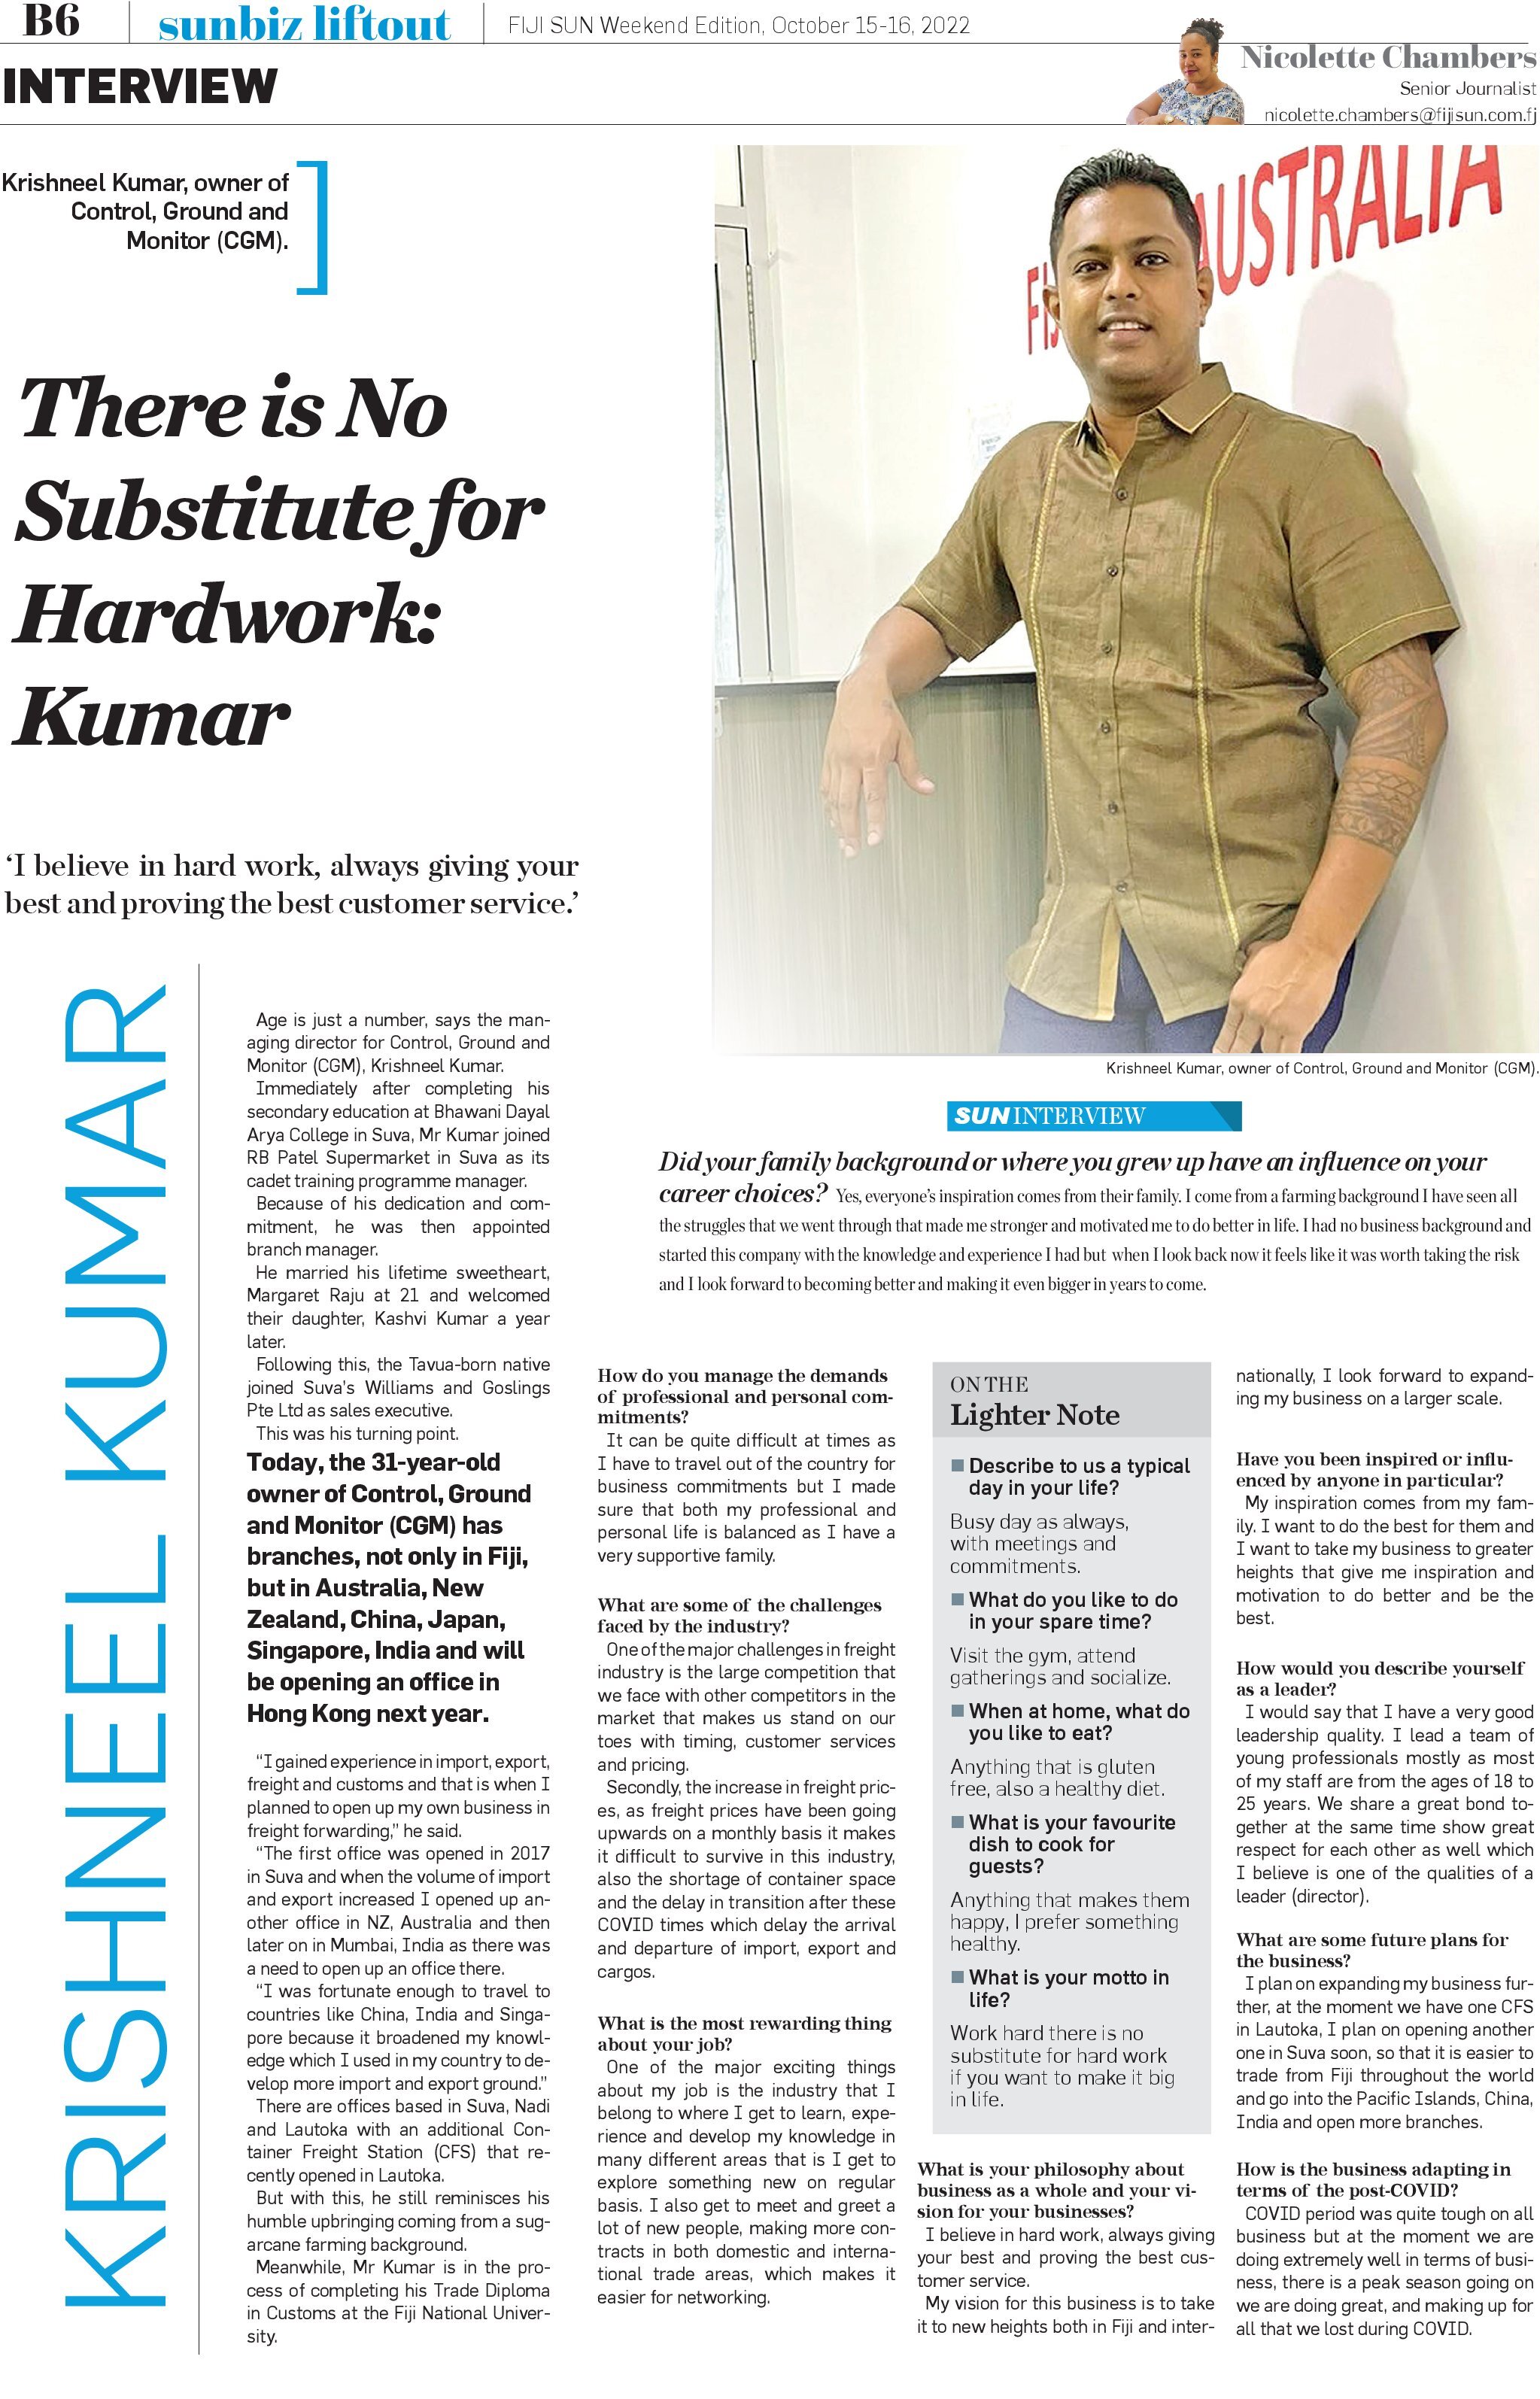 B6
sunbiz liftout
FIJI SUN Weekend Edition, October 15-16, 2022
INTERVIEW
Nicolette Chambers
Senior Journalist
nicolette.chambers@fijisun.com.fj
Krishneel Kumar, owner of
Control, Ground and
Monitor (CGM).
There is No
Substitute for
Hardwork:
Kumar
‘I believe in hard work, always giving your
best and proving the best customer service.’
AUSTRALIA
Krishneel Kumar, owner of Control, Ground and Monitor (CGM).
KRISHNEEL KUMAR
Age is just a number, says the man-
aging director for Control, Ground and
Monitor (CGM), Krishneel Kumar.
Immediately after completing his
secondary education at Bhawani Dayal
Arya College in Suva, Mr Kumar joined
RB Patel Supermarket in Suva as its
cadet training programme manager.
Because of his dedication and com-
mitment, he was then appointed
branch manager.
He married his lifetime sweetheart,
Margaret Raju at 21 and welcomed
their daughter, Kashvi Kumar a year
later.
Following this, the Tavua-born native
joined Suva's Williams and Goslings
Pte Ltd as sales executive.
This was his turning point.
Today, the 31-year-old
owner of Control, Ground
and Monitor (CGM) has
branches, not only in Fiji,
but in Australia, New
Zealand, China, Japan,
Singapore, India and will
be opening an office in
Hong Kong next year.
“I gained experience in import, export,
freight and customs and that is when I
planned to open up my own business in
freight forwarding,” he said.
“The first office was opened in 2017
in Suva and when the volume of import
and export increased I opened up an-
other office in NZ, Australia and then
later on in Mumbai, India as there was
a need to open up an office there.
“I was fortunate enough to travel to
countries like China, India and Singa-
pore because it broadened my knowl-
edge which I used in my country to de-
velop more import and export ground.”
There are offices based in Suva, Nadi
and Lautoka with an additional Con-
tainer Freight Station (CFS) that re-
cently opened in Lautoka.
But with this, he still reminisces his
humble upbringing coming from a sug-
arcane farming background.
Meanwhile, Mr Kumar is in the pro-
cess of completing his Trade Diploma
in Customs at the Fiji National Univer-
sity.
SUN INTERVIEW
Did your family background or where you grew up have an influence on your
career choices? Yes, everyone's inspiration comes from their family. I come from a farming background I have seen all
the struggles that we went through that made me stronger and motivated me to do better in life. I had no business background and
started this company with the knowledge and experience I had but when I look back now it feels like it was worth taking the risk
and I look forward to becoming better and making it even bigger in years to come.
How do you manage the demands
of professional and personal com-
mitments?
It can be quite difficult at times as
I have to travel out of the country for
business commitments but I made
sure that both my professional and
personal life is balanced as I have a
very supportive family.
What are some of the challenges
faced by the industry?
One of the major challenges in freight
industry is the large competition that
we face with other competitors in the
market that makes us stand on our
toes with timing, customer services
and pricing.
Secondly, the increase in freight pric-
es, as freight prices have been going
upwards on a monthly basis it makes
it difficult to survive in this industry,
also the shortage of container space
and the delay in transition after these
COVID times which delay the arrival
and departure of import, export and
cargos.
What is the most rewarding thing
about your job?
One of the major exciting things
about my job is the industry that I
belong to where I get to learn, expe-
rience and develop my knowledge in
many different areas that is I get to
explore something new on regular
basis. I also get to meet and greet a
lot of new people, making more con-
tracts in both domestic and interna-
tional trade areas, which makes it
easier for networking.
ON THE
Lighter Note
Describe to us a typical
day in your life?
Busy day as always,
with meetings and
commitments.
What do you like to do
in your spare time?
Visit the gym, attend
gatherings and socialize.
When at home, what do
you like to eat?
Anything that is gluten
free, also a healthy diet.
What is your favourite
dish to cook for
guests?
Anything that makes them
happy, I prefer something
healthy.
What is your motto in
life?
Work hard there is no
substitute for hard work
if you want to make it big
in life.
What is your philosophy about
business as a whole and your vi-
sion for your businesses?
I believe in hard work, always giving
your best and proving the best cus-
tomer service.
My vision for this business is to take
it to new heights both in Fiji and inter-
nationally, I look forward to expand-
ing my business on a larger scale.
Have you been inspired or influ-
enced by anyone in particular?
My inspiration comes from my fam-
ily. I want to do the best for them and
I want to take my business to greater
heights that give me inspiration and
motivation to do better and be the
best.
How would you describe yourself
as a leader?
I would say that I have a very good
leadership quality. I lead a team of
young professionals mostly as most
of my staff are from the ages of 18 to
25 years. We share a great bond to-
gether at the same time show great
respect for each other as well which
I believe is one of the qualities of a
leader (director).
What are some future plans for
the business?
I plan on expanding my business fur-
ther, at the moment we have one CFS
in Lautoka, I plan on opening another
one in Suva soon, so that it is easier to
trade from Fiji throughout the world
and go into the Pacific Islands, China,
India and open more branches.
How is the business adapting in
terms of the post-COVID?
COVID period was quite tough on all
business but at the moment we are
doing extremely well in terms of busi-
ness, there is a peak season going on
we are doing great, and making up for
all that we lost during COVID.